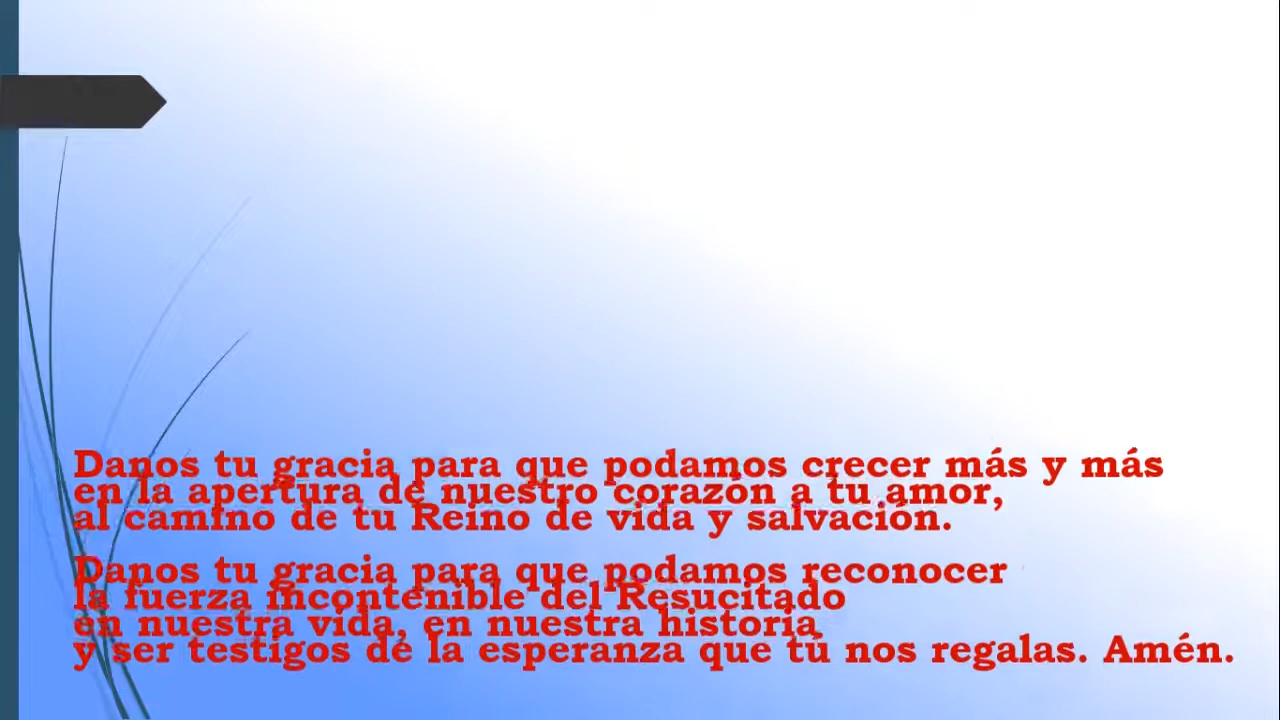 Danos tu gracia para que podamos crecer más y más
en la apertura de nuestro corazón a tu amor,
al camino de tu Reino de vida y salvación.
Danos tu gracia para que podamos reconocer
la fuerza incontenible del Resucitado
en nuestra vida, en nuestra historia
y ser testigos de la esperanza que tú nos regalas. Amén.